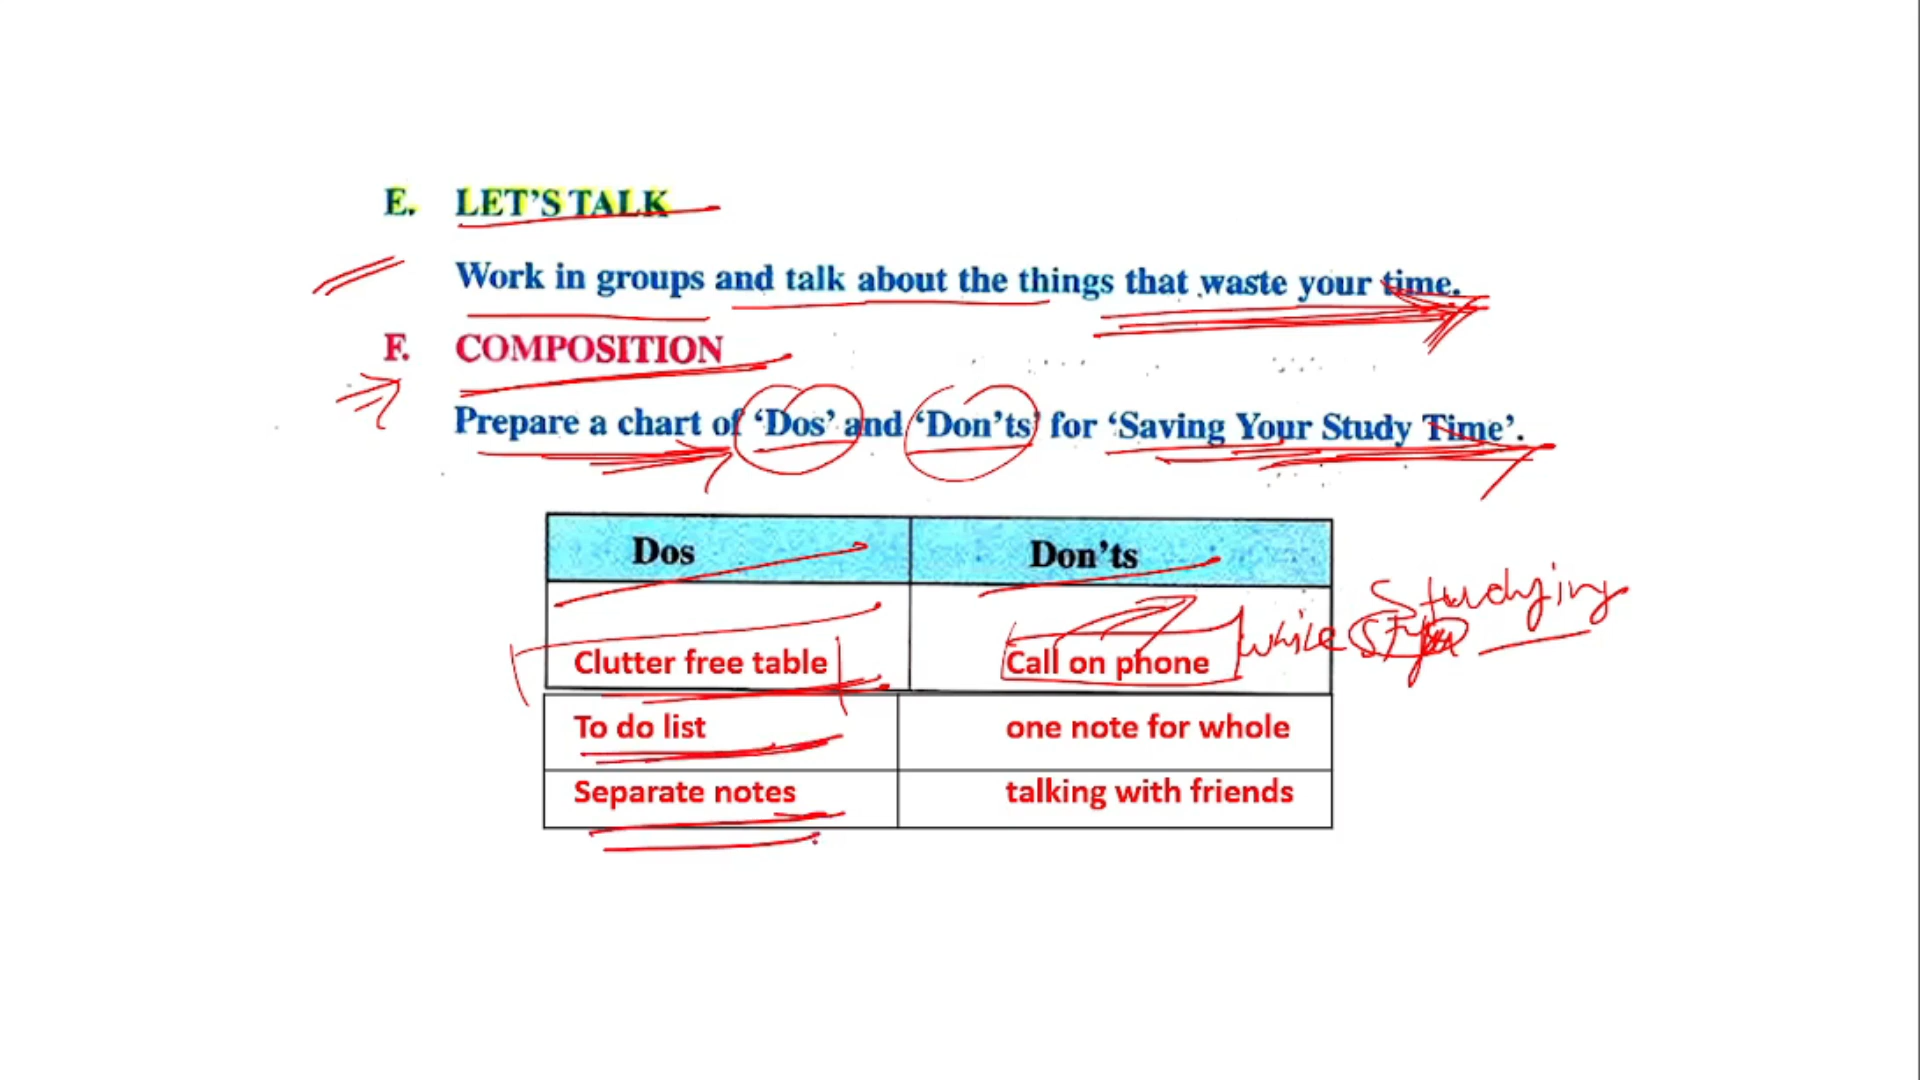 E. LET'S TALK
Work in groups and talk about the things that waste your time.
F. COMPOSITION
Prepare a chart of 'Dos' and 'Don'ts' for 'Saving Your Study Time'.
Dos Don'ts
Studying
Clutter free table Call on phone while
To do list one note for whole
Separate notes talking with friends